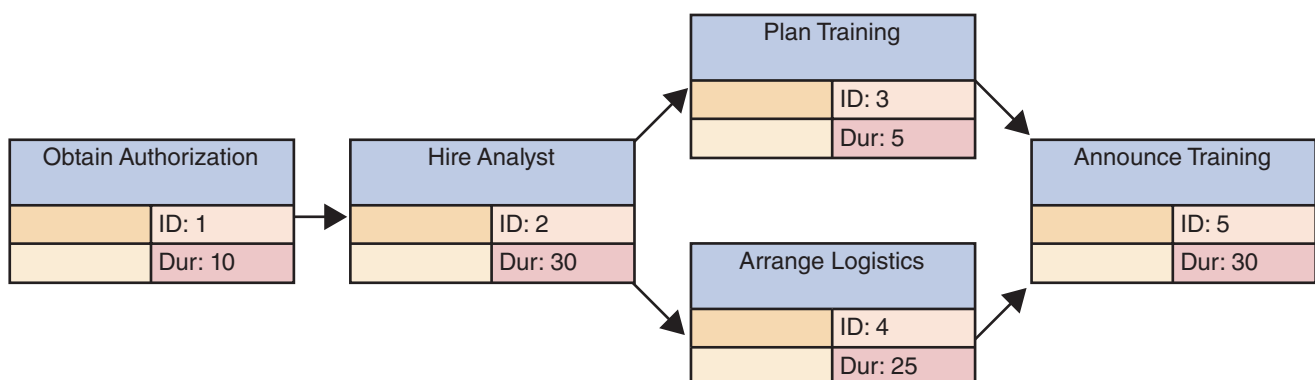 Plan Training
ID: 3
Dur: 5
Obtain Authorization
ID: 1
Dur: 10
Hire Analyst
ID: 2
Dur: 30
Announce Training
ID: 5
Dur: 30
Arrange Logistics
ID: 4
Dur: 25